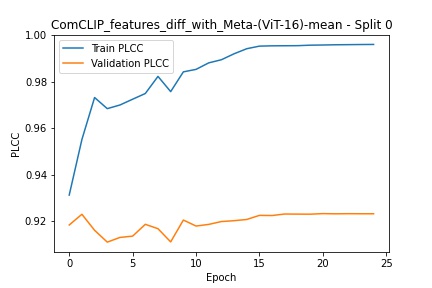 ComCLIP_features_diff_with_Meta-(ViT-16)-mean - Split 0
Train PLCC
Validation PLCC
PLCC
1.00
0.98
0.96
0.94
0.92
0 5 10 15 20 25
Epoch